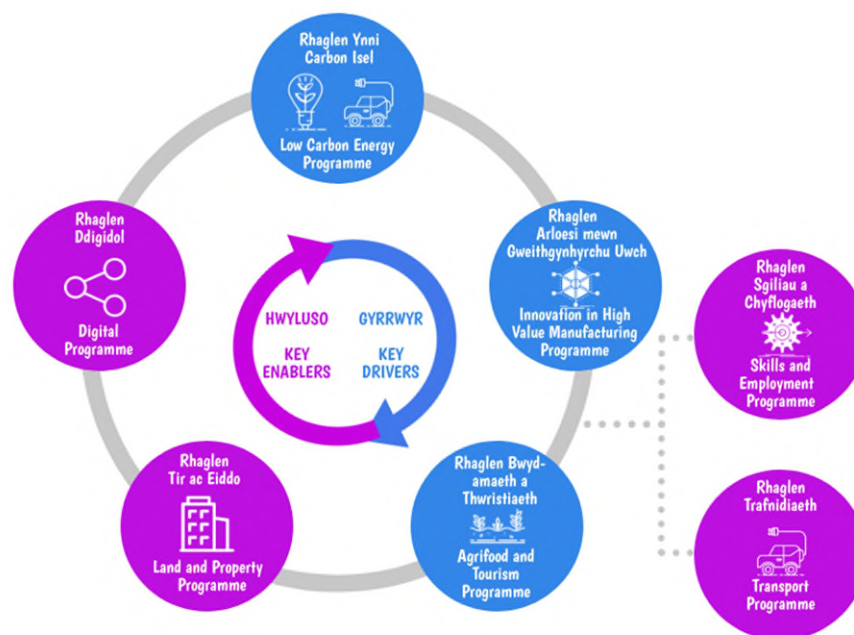 Rhaglen Ynni
Carbon Isel
Low Carbon Energy
Programme
Rhaglen
Ddigidol
Digital
Programme
Rhaglen
Arloesi mewn
Gweithgynhyrchu Uwch
Innovation in High
Value Manufacturing
Programme
HWYLUSO
KEY
ENABLERS
GYRRWYR
KEY
DRIVERS
Rhaglen
Sgiliau a
Chyflogaeth
Skills and
Employment
Programme
Rhaglen
Tir ac Eiddo
Land and Property
Programme
Rhaglen Bwyd-
amaeth a
Thwristiaeth
Agrifood and
Tourism
Programme
Rhaglen
Trafnidiaeth
Transport
Programme